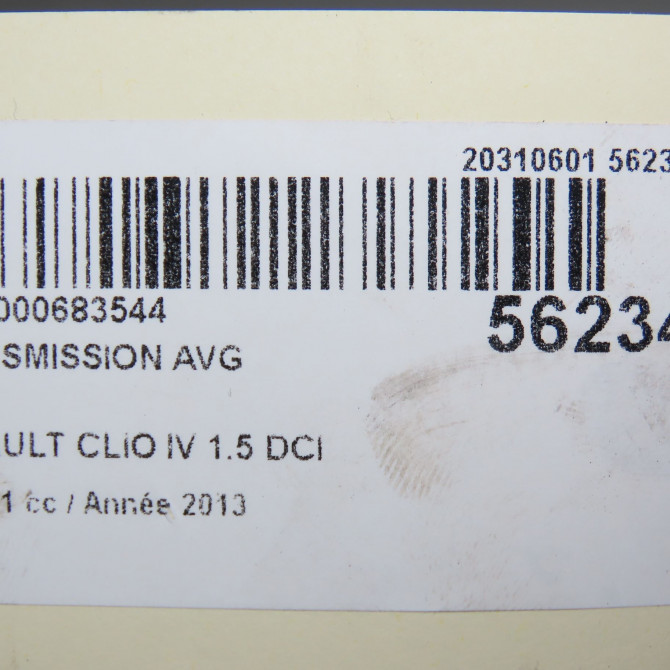 20310601 5623
000683544
56234
SMISSION AVG
ULT CLIO IV 1.5 DCI
1 cc / Année 2013